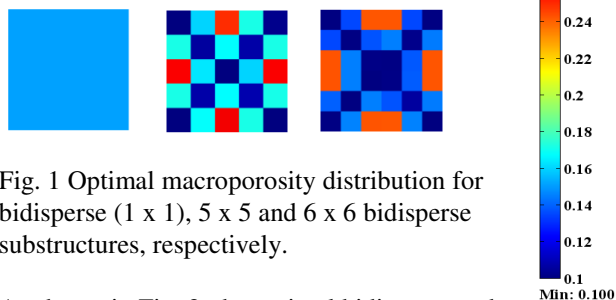 0.24
0.22
0.2
0.18
0.16
0.14
0.12
0.1
Min: 0.100
Fig. 1 Optimal macroporosity distribution for
bidisperse (1 x 1), 5 x 5 and 6 x 6 bidisperse
substructures, respectively.